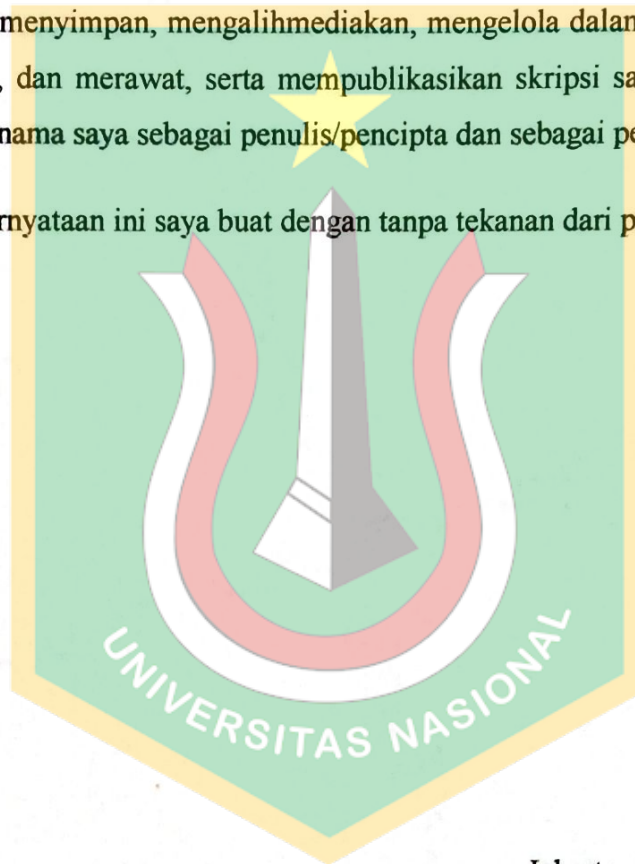 menyimpan, mengalihmediakan, mengelola dalam
, dan merawat, serta mempublikasikan skripsi sa
nama saya sebagai penulis/pencipta dan sebagai pe
rnyataan ini saya buat dengan tanpa tekanan dari p
UNIVERSITAS NASIONAL